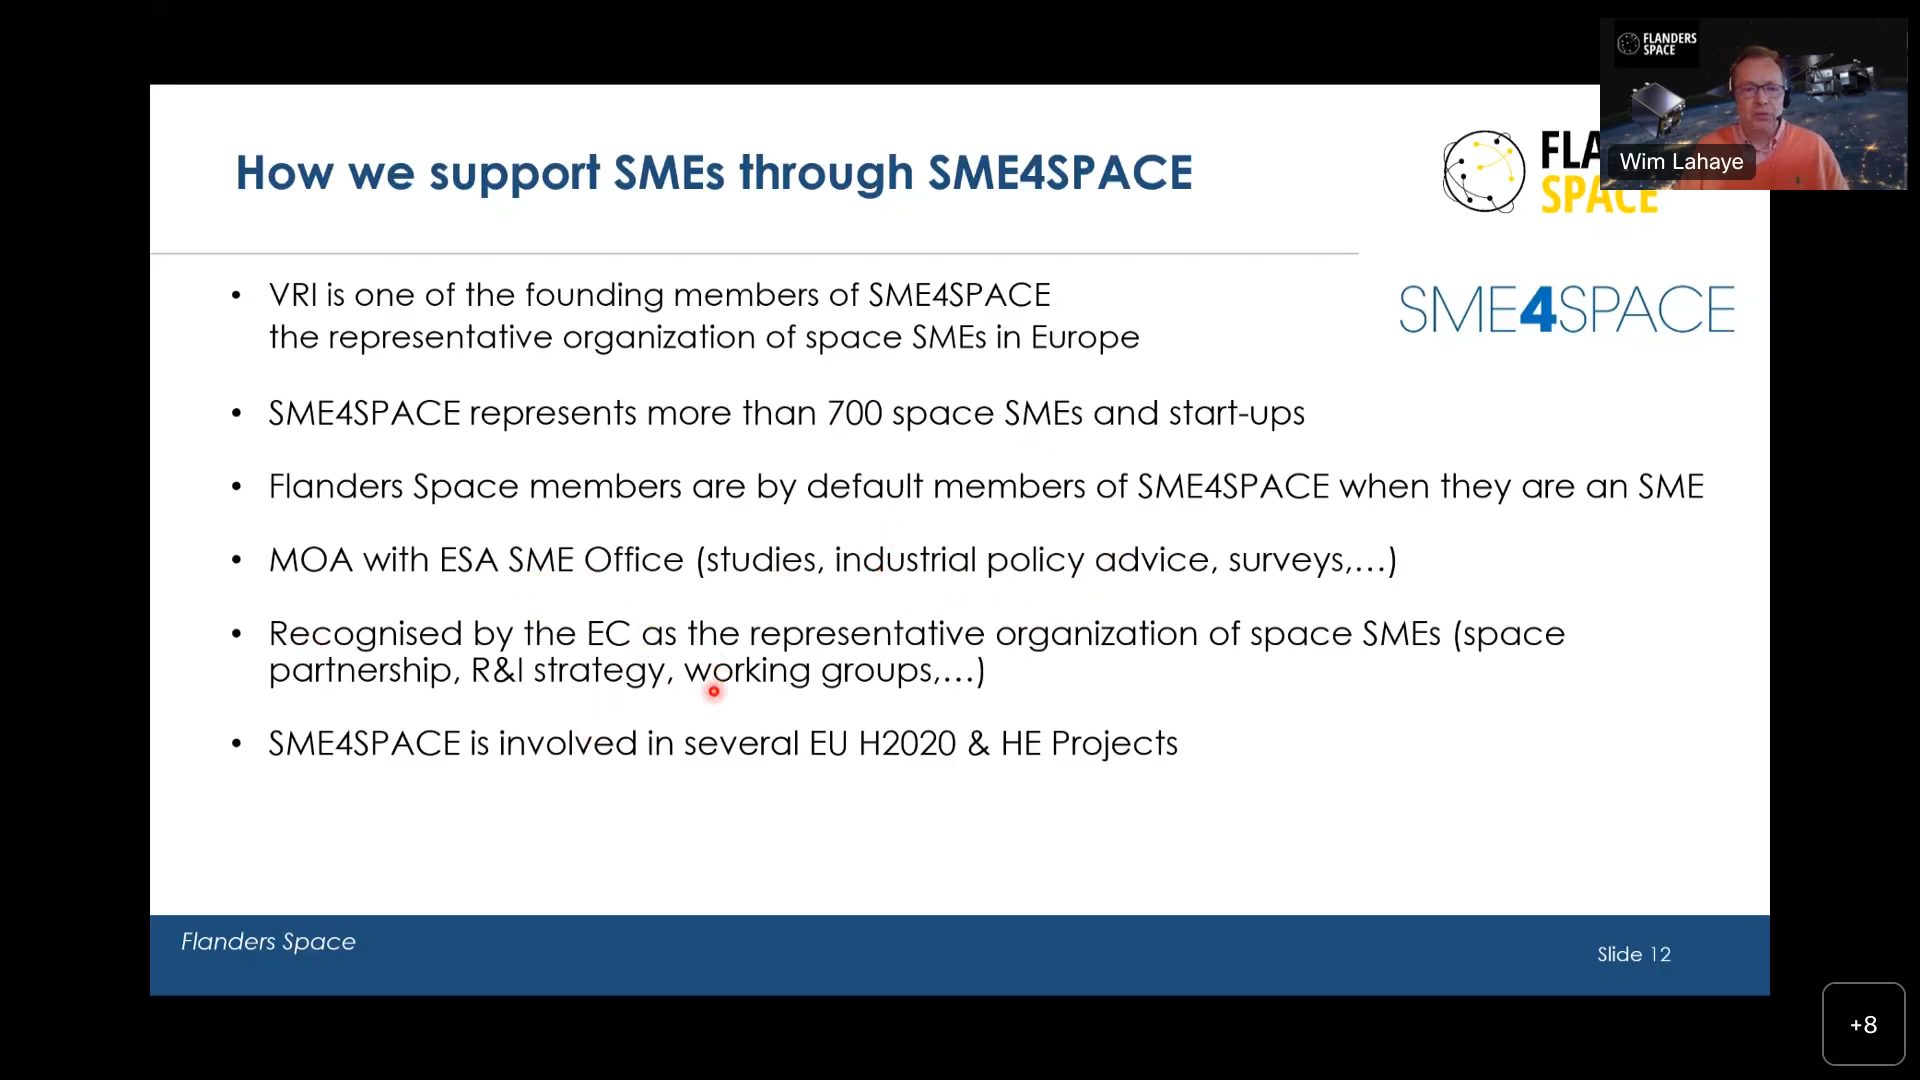 FLANDERS
SPACE
Wim Lahaye
How we support SMEs through SME4SPACE
FLA
SPACE
SME4SPACE
• VRI is one of the founding members of SME4SPACE
the representative organization of space SMEs in Europe
• SME4SPACE represents more than 700 space SMEs and start-ups
• Flanders Space members are by default members of SME4SPACE when they are an SME
• MOA with ESA SME Office (studies, industrial policy advice, surveys,…)
• Recognised by the EC as the representative organization of space SMEs (space
partnership, R&I strategy, working groups,…)
• SME4SPACE is involved in several EU H2020 & HE Projects
Flanders Space
Slide 12
+8